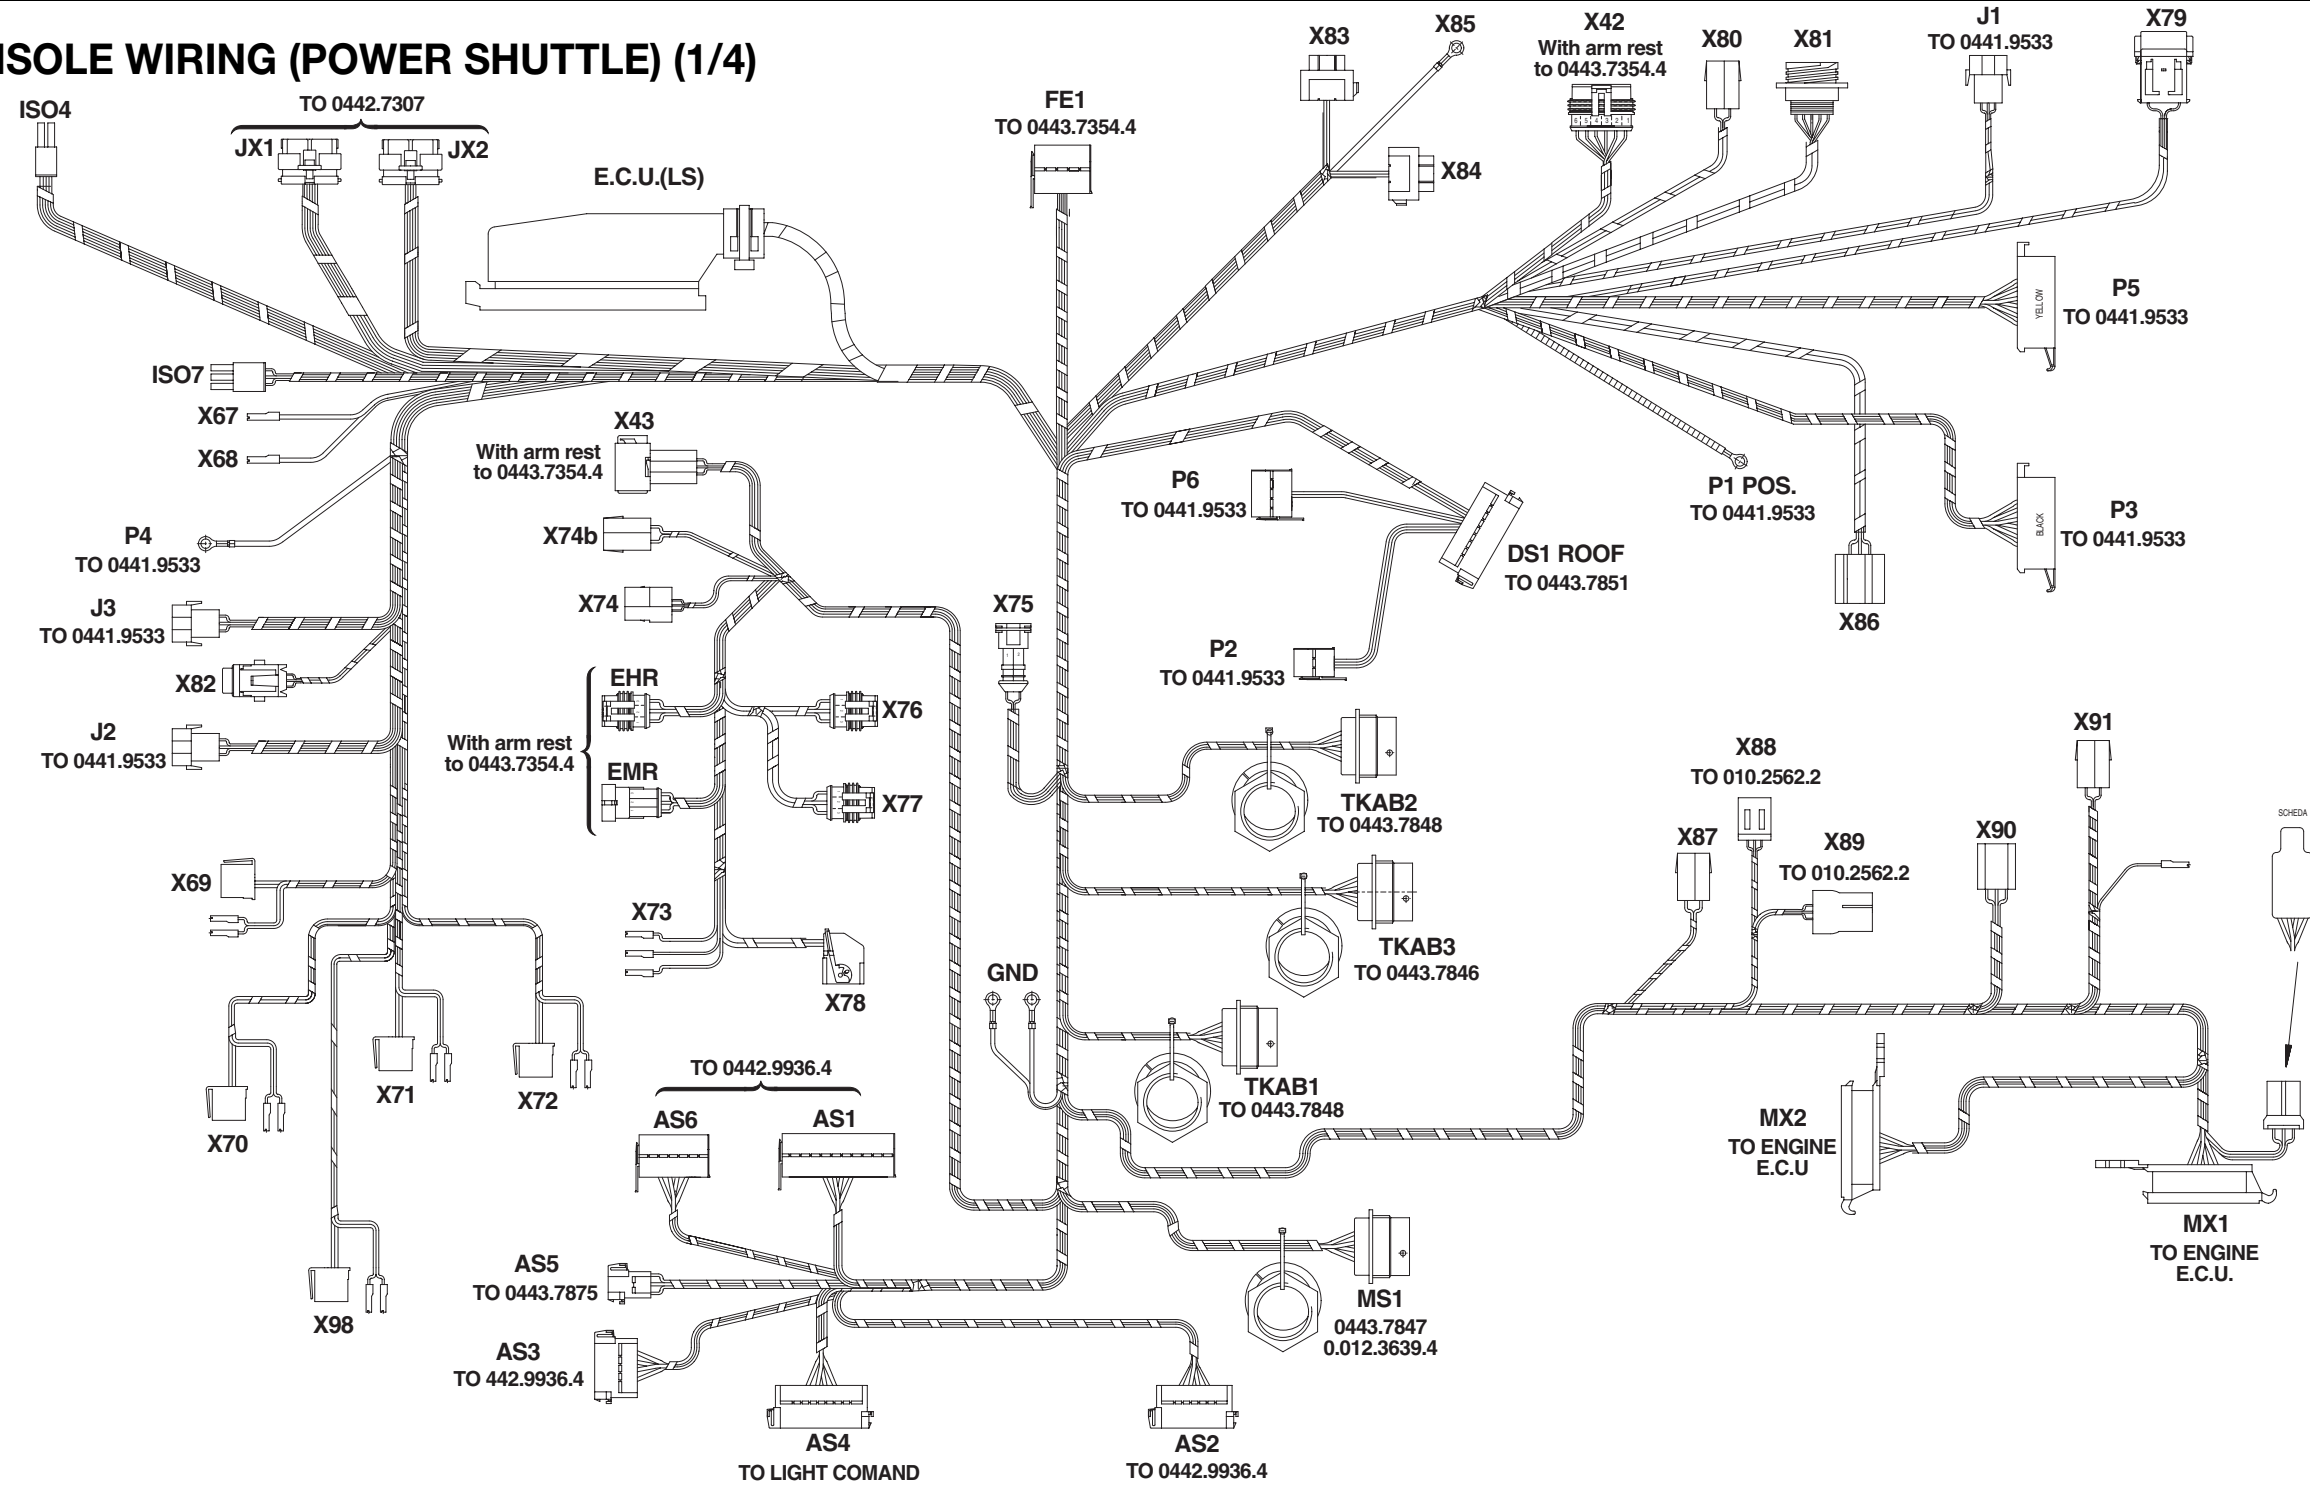 ISOLE WIRING (POWER SHUTTLE) (1/4)
ISO4
TO 0442.7307
JX1
JX2
E.C.U.(LS)
FE1
TO 0443.7354.4
X83
X85
X84
X42
With arm rest
to 0443.7354.4
6 5 4 3 2 1
X80
X81
J1
TO 0441.9533
X79
YELLOW
P5
TO 0441.9533
ISO7
X67
X68
X43
With arm rest
to 0443.7354.4
X74b
X74
P4
TO 0441.9533
J3
TO 0441.9533
X82
J2
TO 0441.9533
P6
TO 0441.9533
DS1 ROOF
TO 0443.7851
P2
TO 0441.9533
P1 POS.
TO 0441.9533
BLACK
P3
TO 0441.9533
X86
X75
EHR
X76
With arm rest
to 0443.7354.4
EMR
X77
TKAB2
TO 0443.7848
X91
X88
TO 010.2562.2
X87
X89
TO 010.2562.2
X90
SCHEDA
X69
X73
X78
TKAB3
TO 0443.7846
GND
X70
X71
X72
TKAB1
TO 0443.7848
TO 0442.9936.4
AS6
AS1
MX2
TO ENGINE
E.C.U
MX1
TO ENGINE
E.C.U.
AS5
TO 0443.7875
MS1
0443.7847
0.012.3639.4
X98
AS3
TO 442.9936.4
AS4
TO LIGHT COMAND
AS2
TO 0442.9936.4